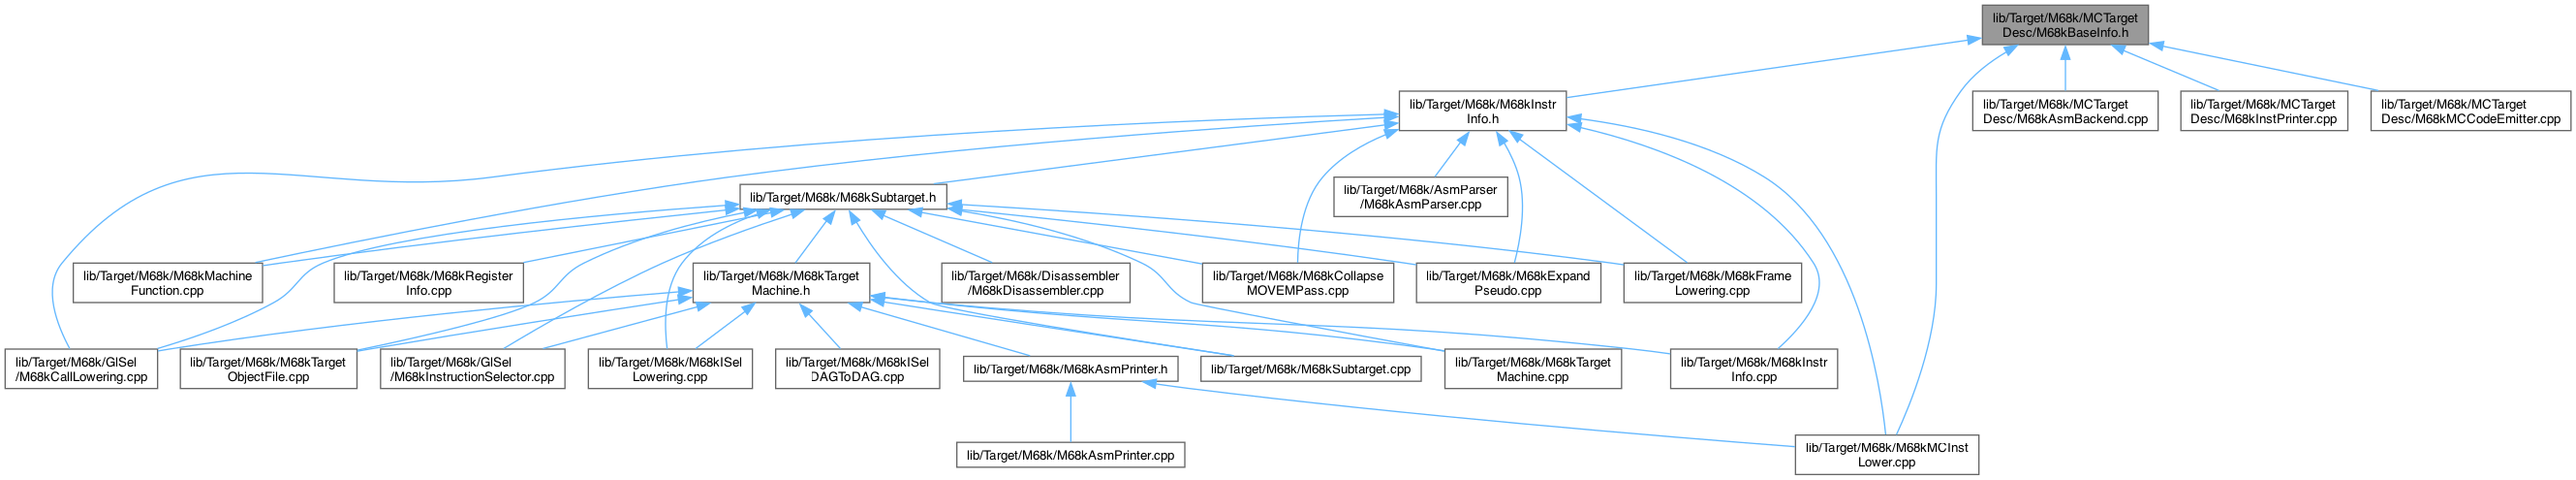 lib/Target/M68k/MCTarget
Desc/M68kBaseInfo.h
lib/Target/M68k/M68kInstr
Info.h
lib/Target/M68k/MCTarget
Desc/M68kAsmBackend.cpp
lib/Target/M68k/MCTarget
Desc/M68kInstPrinter.cpp
lib/Target/M68k/MCTarget
Desc/M68kMCCodeEmitter.cpp
lib/Target/M68k/M68kSubtarget.h
lib/Target/M68k/AsmParser
/M68kAsmParser.cpp
lib/Target/M68k/M68kMachine
Function.cpp
lib/Target/M68k/M68kRegister
Info.cpp
lib/Target/M68k/M68kTarget
Machine.h
lib/Target/M68k/Disassembler
/M68kDisassembler.cpp
lib/Target/M68k/M68kCollapse
MOVEMPass.cpp
lib/Target/M68k/M68kExpand
Pseudo.cpp
lib/Target/M68k/M68kFrame
Lowering.cpp
lib/Target/M68k/GISel
/M68kCallLowering.cpp
lib/Target/M68k/M68kTarget
ObjectFile.cpp
lib/Target/M68k/GISel
/M68kInstructionSelector.cpp
lib/Target/M68k/M68kISel
Lowering.cpp
lib/Target/M68k/M68kISel
DAGToDAG.cpp
lib/Target/M68k/M68kAsmPrinter.h
lib/Target/M68k/M68kSubtarget.cpp
lib/Target/M68k/M68kTarget
Machine.cpp
lib/Target/M68k/M68kInstr
Info.cpp
lib/Target/M68k/M68kAsmPrinter.cpp
lib/Target/M68k/M68kMCInst
Lower.cpp